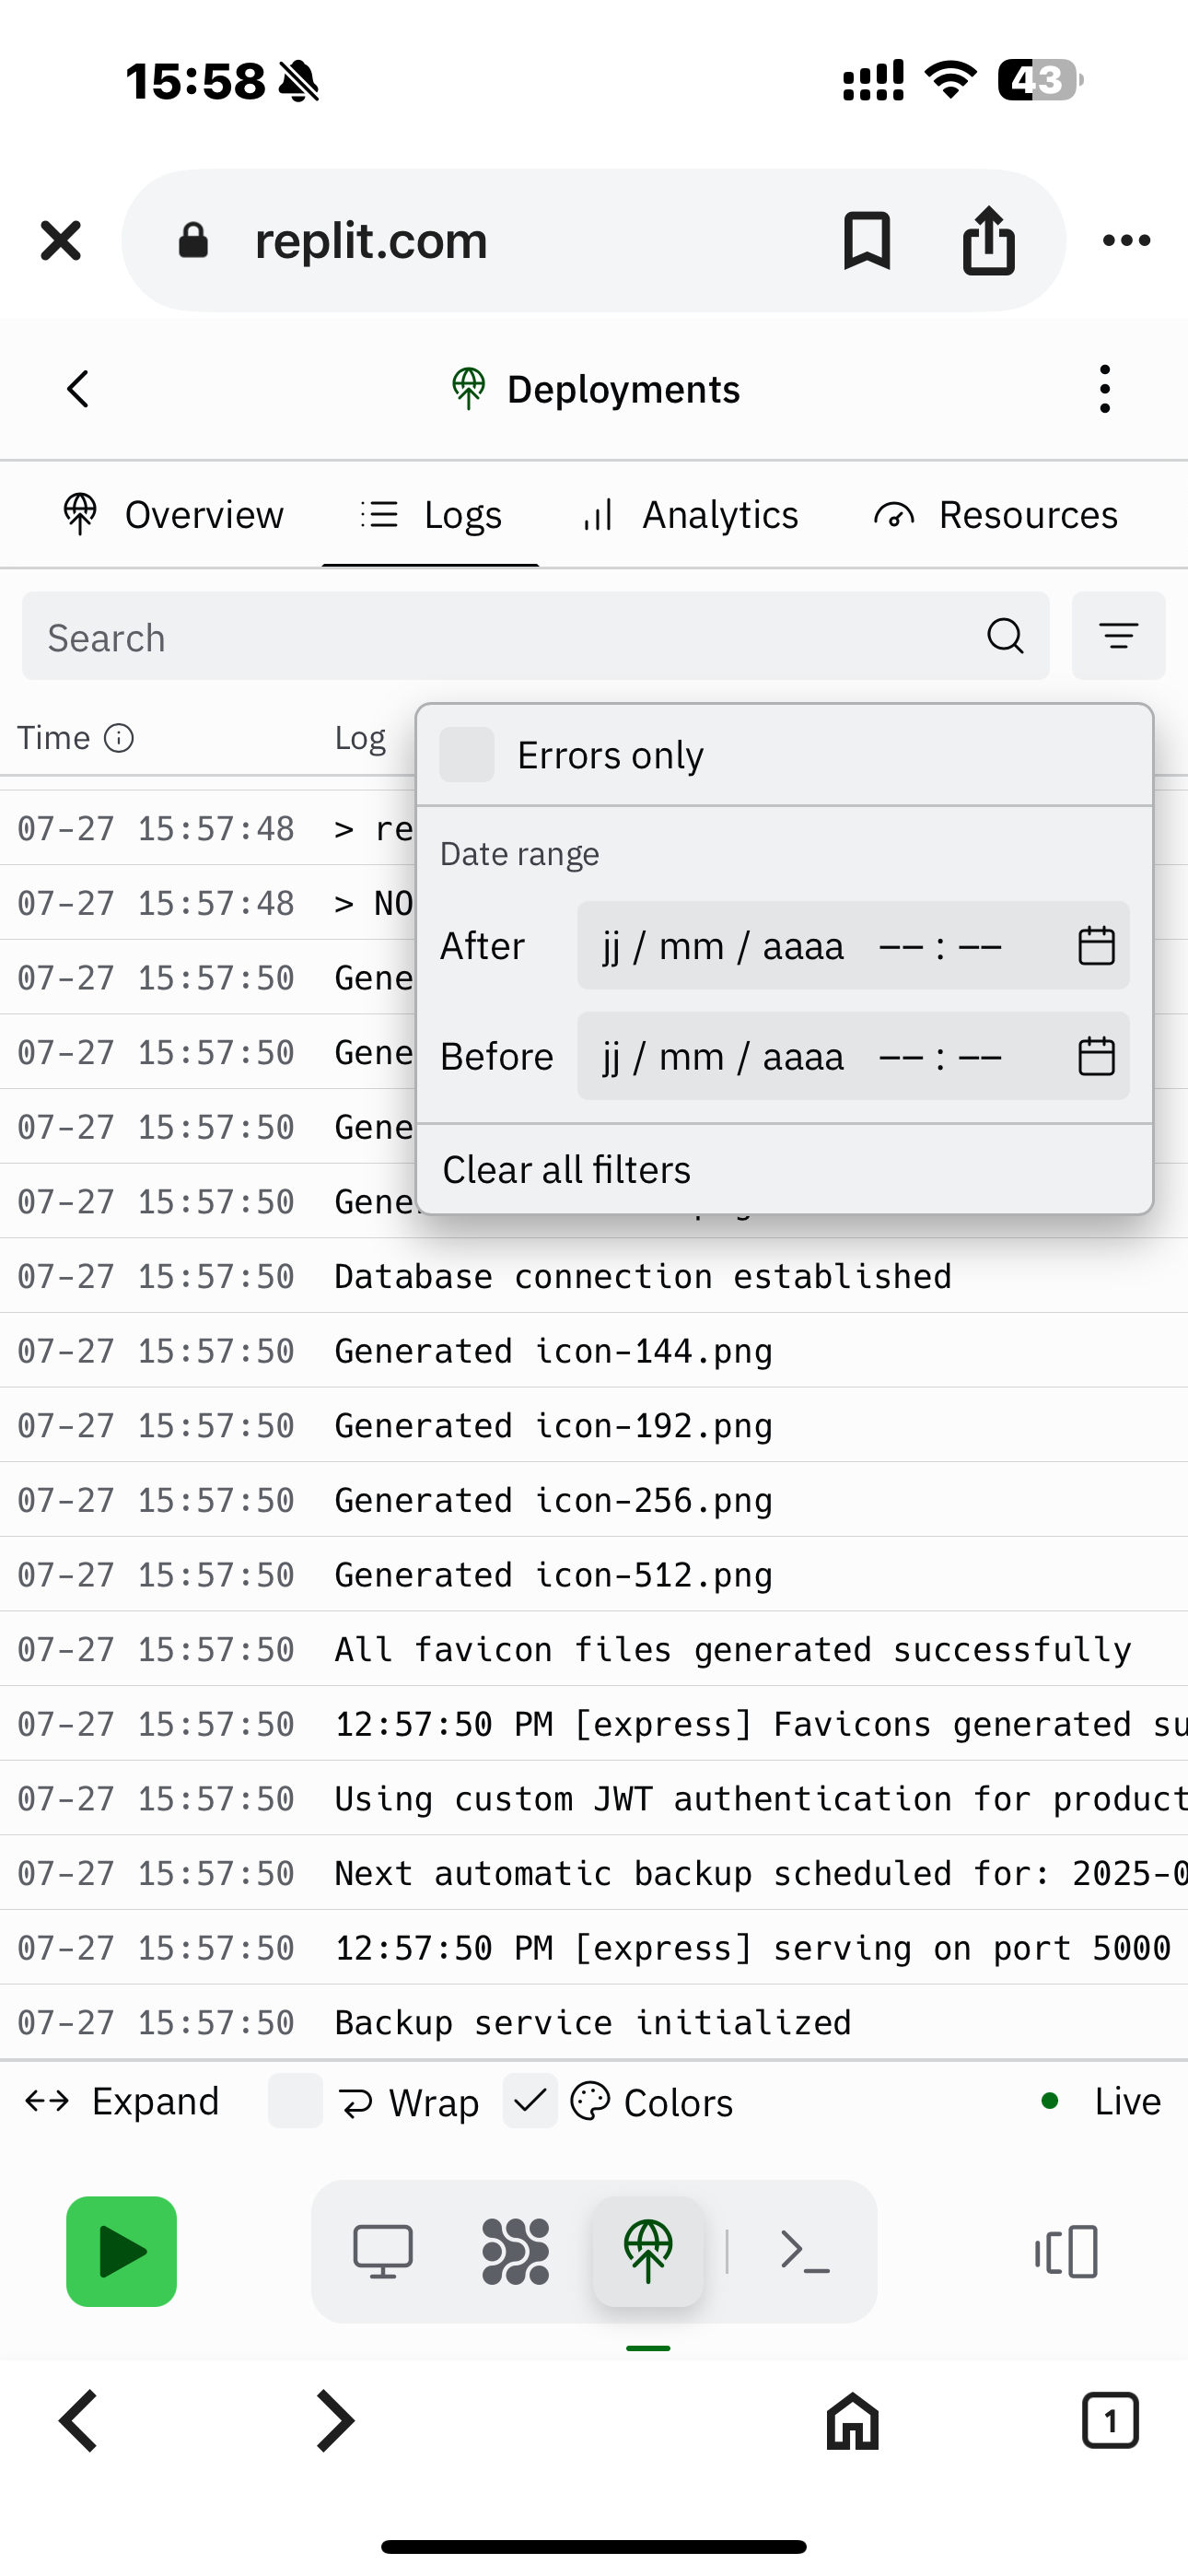 15:58
43
replit.com
Deployments
Overview Logs Analytics Resources
Search
Time Log
Errors only
Date range
After jj / mm / aaaa -- : --
Before jj / mm / aaaa -- : --
Clear all filters
07-27 15:57:48 > re
07-27 15:57:48 > NO
07-27 15:57:50 Gene
07-27 15:57:50 Gene
07-27 15:57:50 Gene
07-27 15:57:50 Gene
07-27 15:57:50 Database connection established
07-27 15:57:50 Generated icon-144.png
07-27 15:57:50 Generated icon-192.png
07-27 15:57:50 Generated icon-256.png
07-27 15:57:50 Generated icon-512.png
07-27 15:57:50 All favicon files generated successfully
07-27 15:57:50 12:57:50 PM [express] Favicons generated su
07-27 15:57:50 Using custom JWT authentication for product
07-27 15:57:50 Next automatic backup scheduled for: 2025-0
07-27 15:57:50 12:57:50 PM [express] serving on port 5000
07-27 15:57:50 Backup service initialized
Expand Wrap Colors Live
1